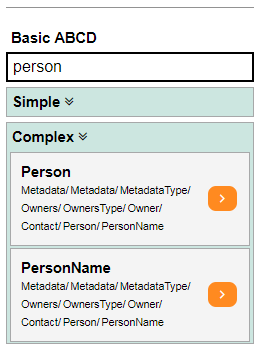 Basic ABCD
person
Simple
Complex
Person
Metadata/ Metadata/ MetadataType/
Owners/ OwnersType/ Owner/
Contact/ Person/ PersonName
PersonName
Metadata/ Metadata/ MetadataType/
Owners/ OwnersType/ Owner/
Contact/ Person/ PersonName